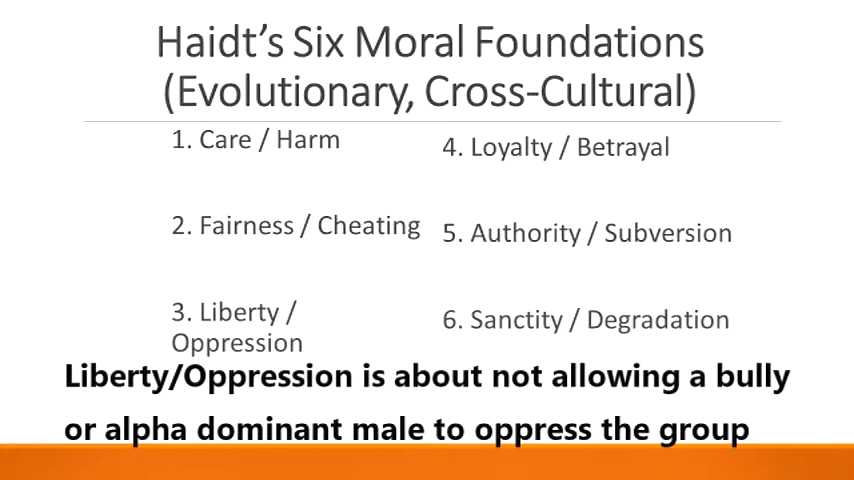 Haidt's Six Moral Foundations
(Evolutionary, Cross-Cultural)
1. Care / Harm
2. Fairness / Cheating
3. Liberty /
Oppression
4. Loyalty / Betrayal
5. Authority / Subversion
6. Sanctity / Degradation
Liberty/Oppression is about not allowing a bully
or alpha dominant male to oppress the group